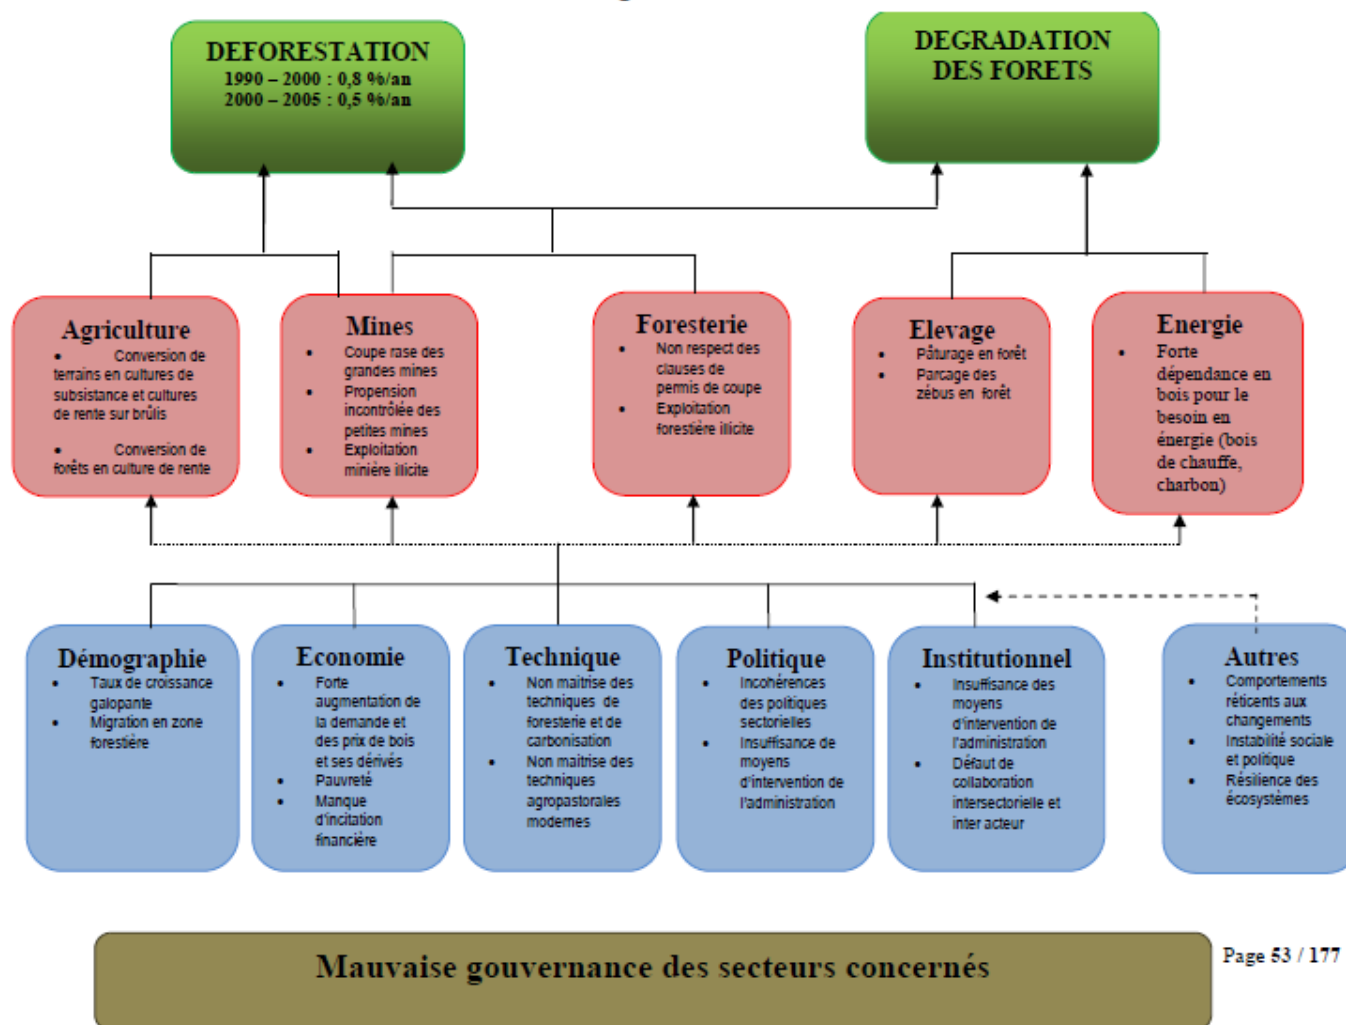 DEFORESTATION
1990 – 2000 : 0,8 %/an
2000 – 2005 : 0,5 %/an
DEGRADATION
DES FORETS
Agriculture
• Conversion de
terrains en cultures de
subsistance et cultures
de rente sur brûlis
• Conversion de
forêts en culture de rente
Mines
• Coupe rase des
grandes mines
• Propension
incontrôlée des
petites mines
• Exploitation
minière illicite
Foresterie
• Non respect des
clauses de
permis de coupe
• Exploitation
forestière illicite
Elevage
• Pâturage en forêt
• Parcage des
zébus en forêt
Energie
• Forte
dépendance en
bois pour le
besoin en
énergie (bois
de chauffe,
charbon)
Démographie
• Taux de croissance
galopante
• Migration en zone
forestière
Economie
• Forte
augmentation de
la demande et
des prix de bois
et ses dérivés
• Pauvreté
• Manque
d'incitation
financière
Technique
• Non maitrise des
techniques de
foresterie et de
carbonisation
• Non maitrise des
techniques
agropastorales
modernes
Politique
• Incohérences
des politiques
sectorielles
• Insuffisance de
moyens
d'intervention de
l'administration
Institutionnel
• Insuffisance des
moyens
d'intervention de
l'administration
• Défaut de
collaboration
intersectorielle et
inter acteur
Autres
• Comportements
réticents aux
changements
• Instabilité sociale
et politique
• Résilience des
écosystèmes
Mauvaise gouvernance des secteurs concernés
Page 53 / 177